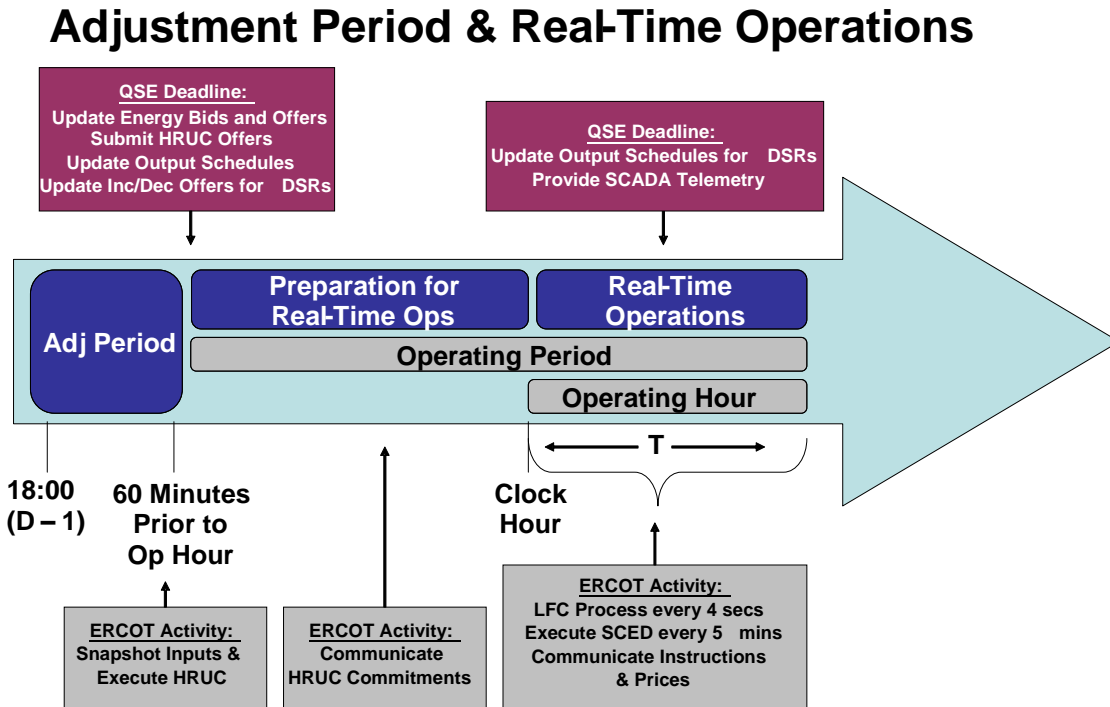 Adjustment Period & Real-Time Operations
QSE Deadline:
Update Energy Bids and Offers
Submit HRUC Offers
Update Output Schedules
Update Inc/Dec Offers for DSRs
QSE Deadline:
Update Output Schedules for DSRs
Provide SCADA Telemetry
Adj Period
Preparation for
Real-Time Ops
Real-Time
Operations
Operating Period
Operating Hour
T
18:00
(D – 1)
60 Minutes
Prior to
Op Hour
Clock
Hour
ERCOT Activity:
Snapshot Inputs &
Execute HRUC
ERCOT Activity:
Communicate
HRUC Commitments
ERCOT Activity:
LFC Process every 4 secs
Execute SCED every 5 mins
Communicate Instructions
& Prices